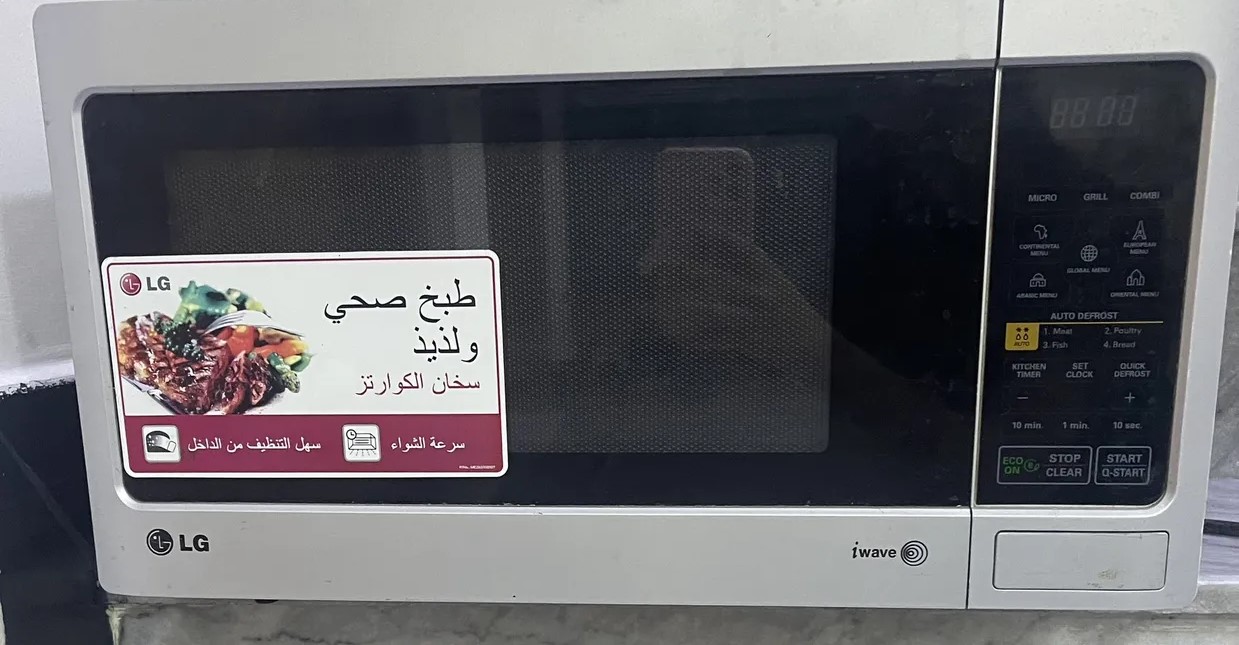 LG
طبخ صحي
ولذيذ
سخان الكوارتز
سرعة الشواء
سهل التنظيف من الداخل
LG
iwave
MICRO GRILL COMBI
CONTINENTAL MENU
EUROPEAN MENU
GLOBAL MENU
ARABIC MENU
ORIENTAL MENU
AUTO DEFROST
AUTO
1. Meat 2. Poultry
3. Fish 4. Bread
KITCHEN TIMER
SET CLOCK
QUICK DEFROST
− +
10 min. 1 min. 10 sec.
ECO ON
STOP
CLEAR
START
Q-START